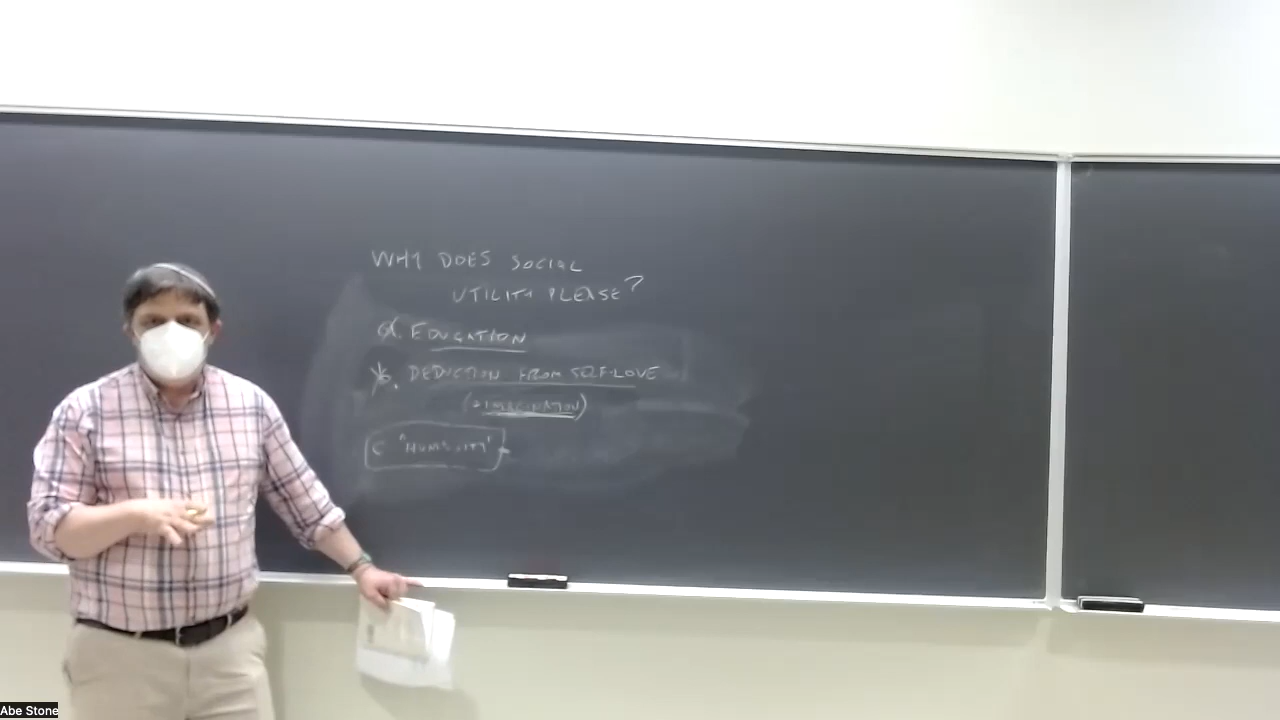 WHY DOES SOCIAL
UTILITY PLEASE?
a. EDUCATION
b. DEDUCTION FROM SELF-LOVE
(+IMAGINATION)
C "HUMANITY"
Abe Stone